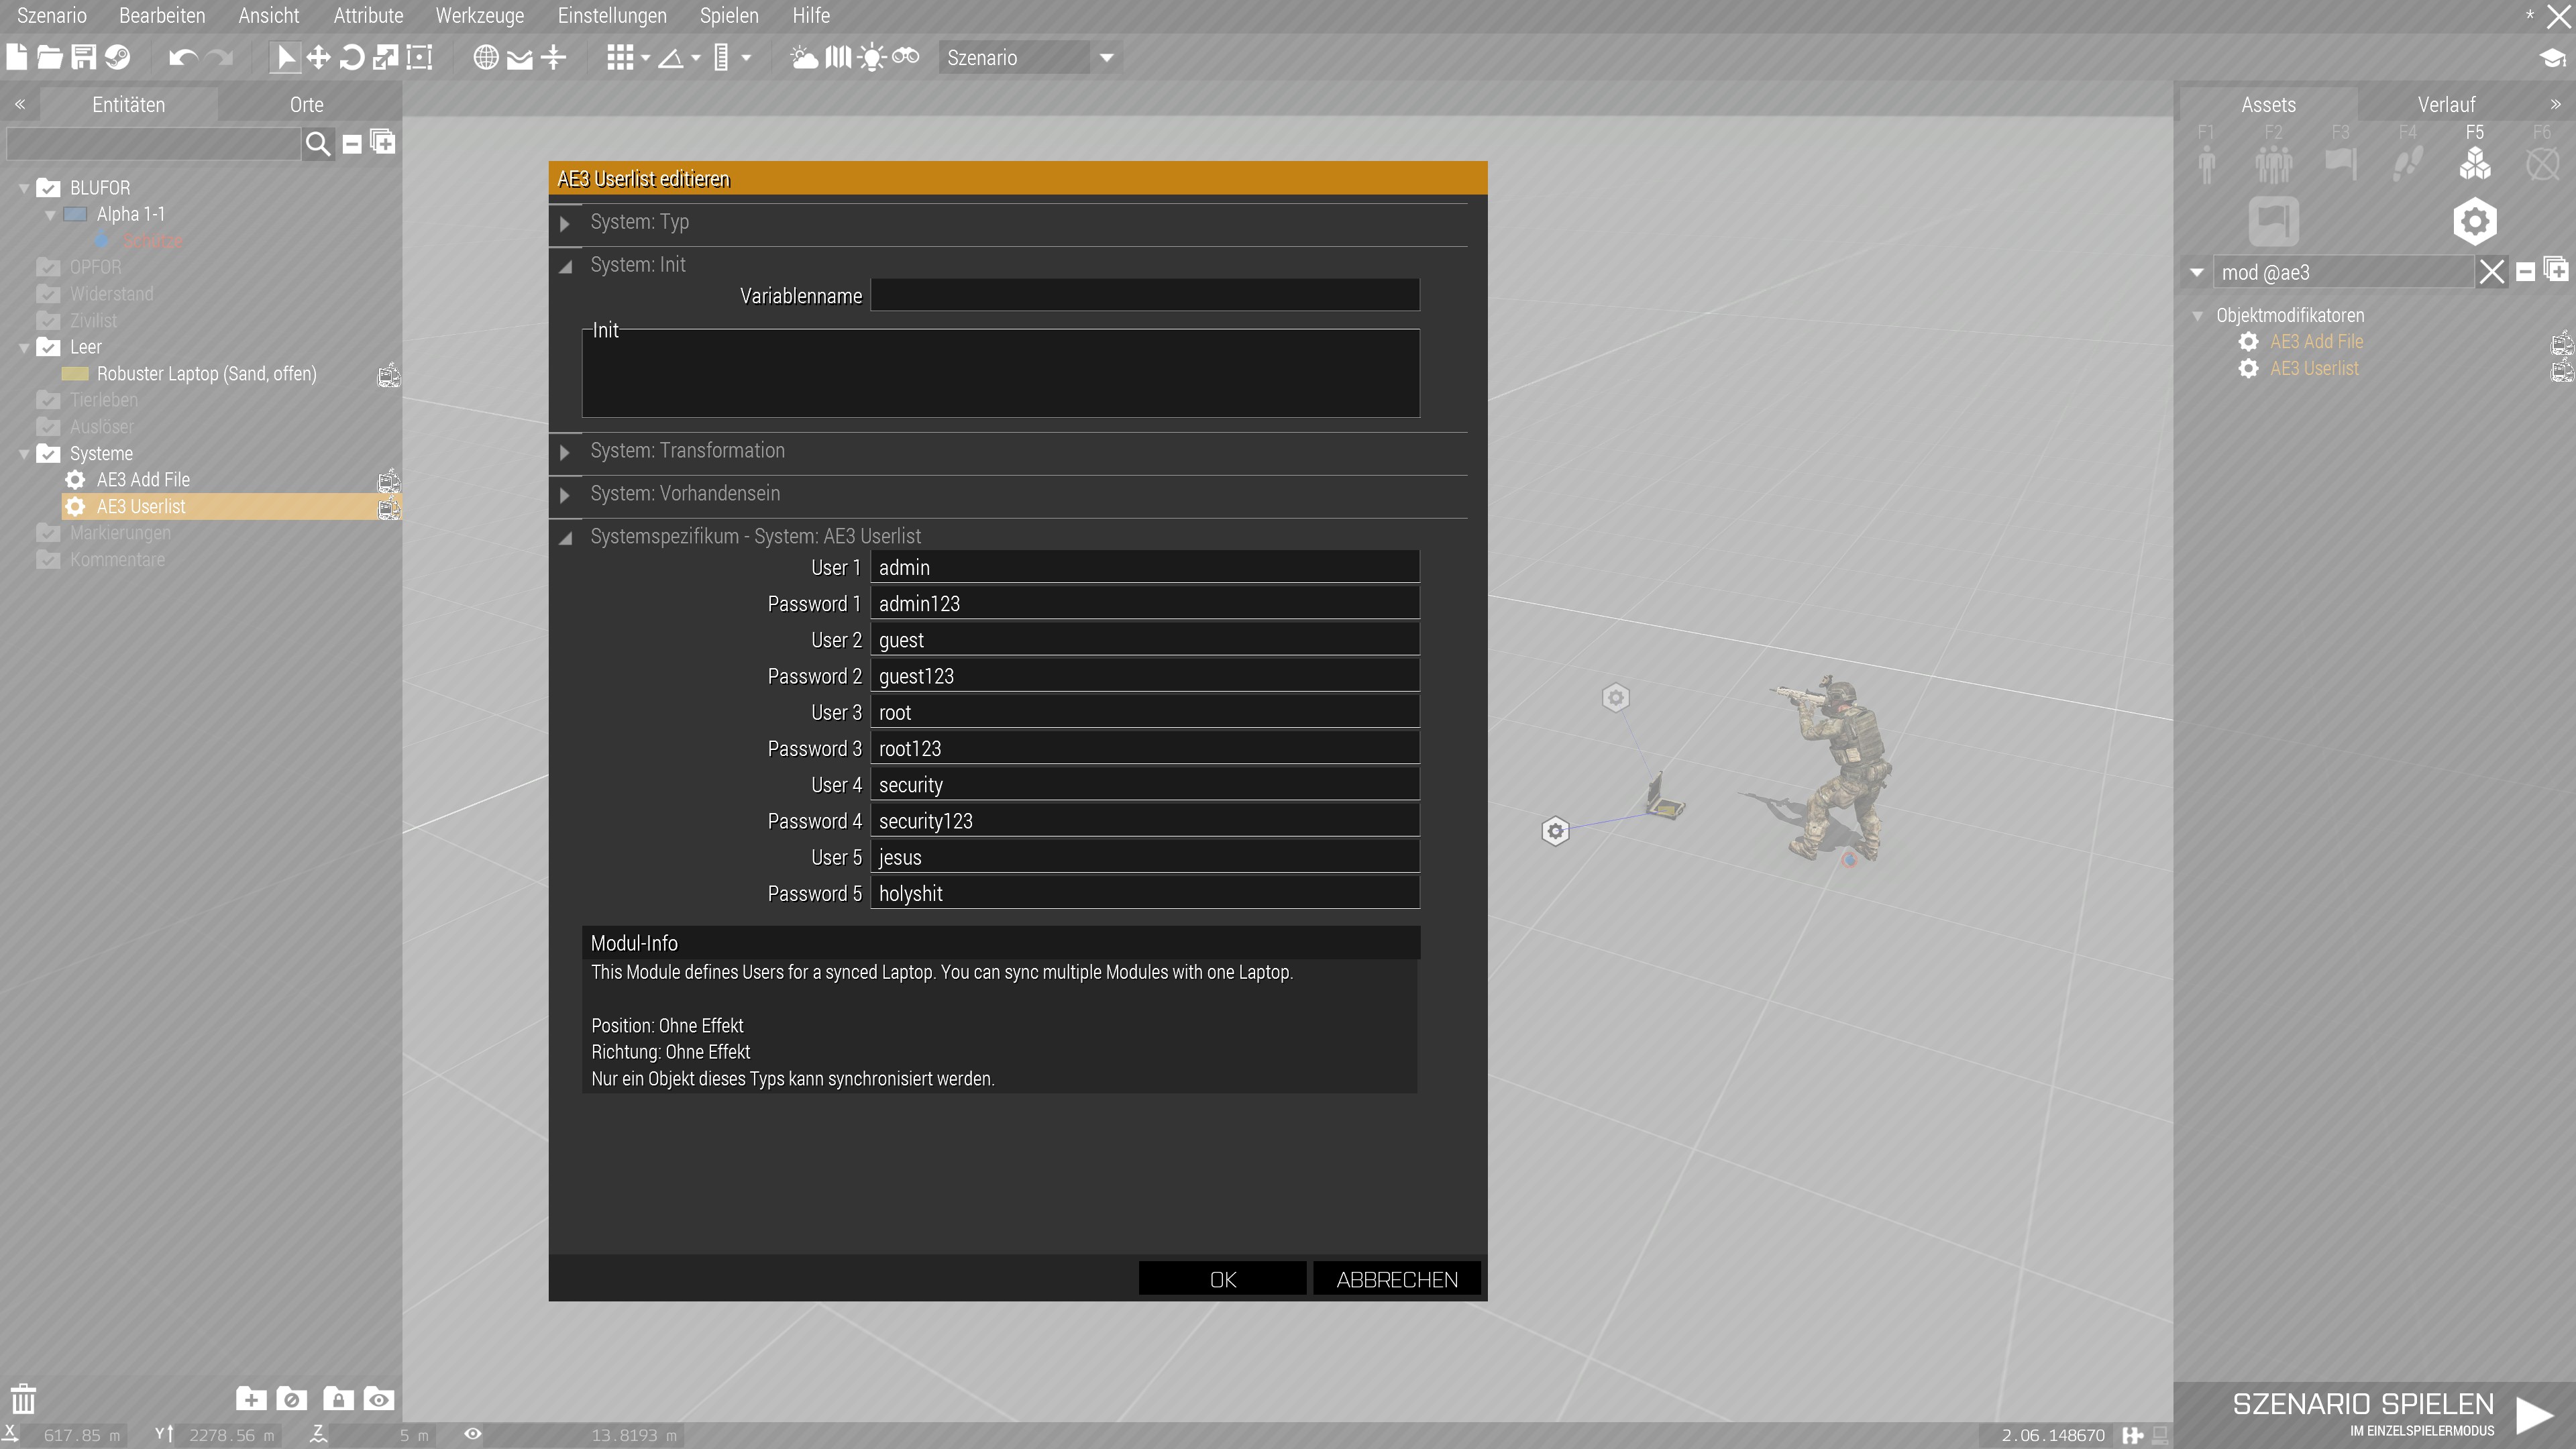 Szenario Bearbeiten Ansicht Attribute Werkzeuge Einstellungen Spielen Hilfe *
Szenario
Entitäten Orte
BLUFOR
Alpha 1-1
Schütze
OPFOR
Widerstand
Zivilist
Leer
Robuster Laptop (Sand, offen)
Tierleben
Auslöser
Systeme
AE3 Add File
AE3 Userlist
Markierungen
Kommentare
AE3 Userlist editieren
System: Typ
System: Init
Variablenname
Init
System: Transformation
System: Vorhandensein
Systemspezifikum - System: AE3 Userlist
User 1 admin
Password 1 admin123
User 2 guest
Password 2 guest123
User 3 root
Password 3 root123
User 4 security
Password 4 security123
User 5 jesus
Password 5 holyshit
Modul-Info
This Module defines Users for a synced Laptop. You can sync multiple Modules with one Laptop.
Position: Ohne Effekt
Richtung: Ohne Effekt
Nur ein Objekt dieses Typs kann synchronisiert werden.
OK ABBRECHEN
Assets Verlauf
F1 F2 F3 F4 F5 F6
mod @ae3
Objektmodifikatoren
AE3 Add File
AE3 Userlist
SZENARIO SPIELEN
IM EINZELSPIELERMODUS
X 617.85 m Y 2278.56 m Z 5 m 13.8193 m 2.06.148670